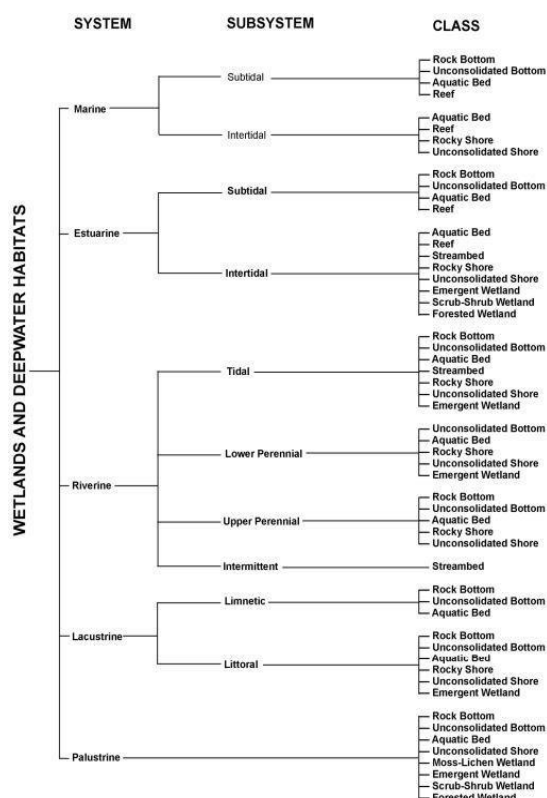 SYSTEM SUBSYSTEM CLASS
WETLANDS AND DEEPWATER HABITATS
Marine
Subtidal
Rock Bottom
Unconsolidated Bottom
Aquatic Bed
Reef
Intertidal
Aquatic Bed
Reef
Rocky Shore
Unconsolidated Shore
Estuarine
Subtidal
Rock Bottom
Unconsolidated Bottom
Aquatic Bed
Reef
Intertidal
Aquatic Bed
Reef
Streambed
Rocky Shore
Unconsolidated Shore
Emergent Wetland
Scrub-Shrub Wetland
Forested Wetland
Riverine
Tidal
Rock Bottom
Unconsolidated Bottom
Aquatic Bed
Streambed
Rocky Shore
Unconsolidated Shore
Emergent Wetland
Lower Perennial
Unconsolidated Bottom
Aquatic Bed
Rocky Shore
Unconsolidated Shore
Emergent Wetland
Upper Perennial
Rock Bottom
Unconsolidated Bottom
Aquatic Bed
Rocky Shore
Unconsolidated Shore
Intermittent
Streambed
Lacustrine
Limnetic
Rock Bottom
Unconsolidated Bottom
Aquatic Bed
Littoral
Rock Bottom
Unconsolidated Bottom
Aquatic Bed
Rocky Shore
Unconsolidated Shore
Emergent Wetland
Palustrine
Rock Bottom
Unconsolidated Bottom
Aquatic Bed
Unconsolidated Shore
Moss-Lichen Wetland
Emergent Wetland
Scrub-Shrub Wetland
Forested Wetland